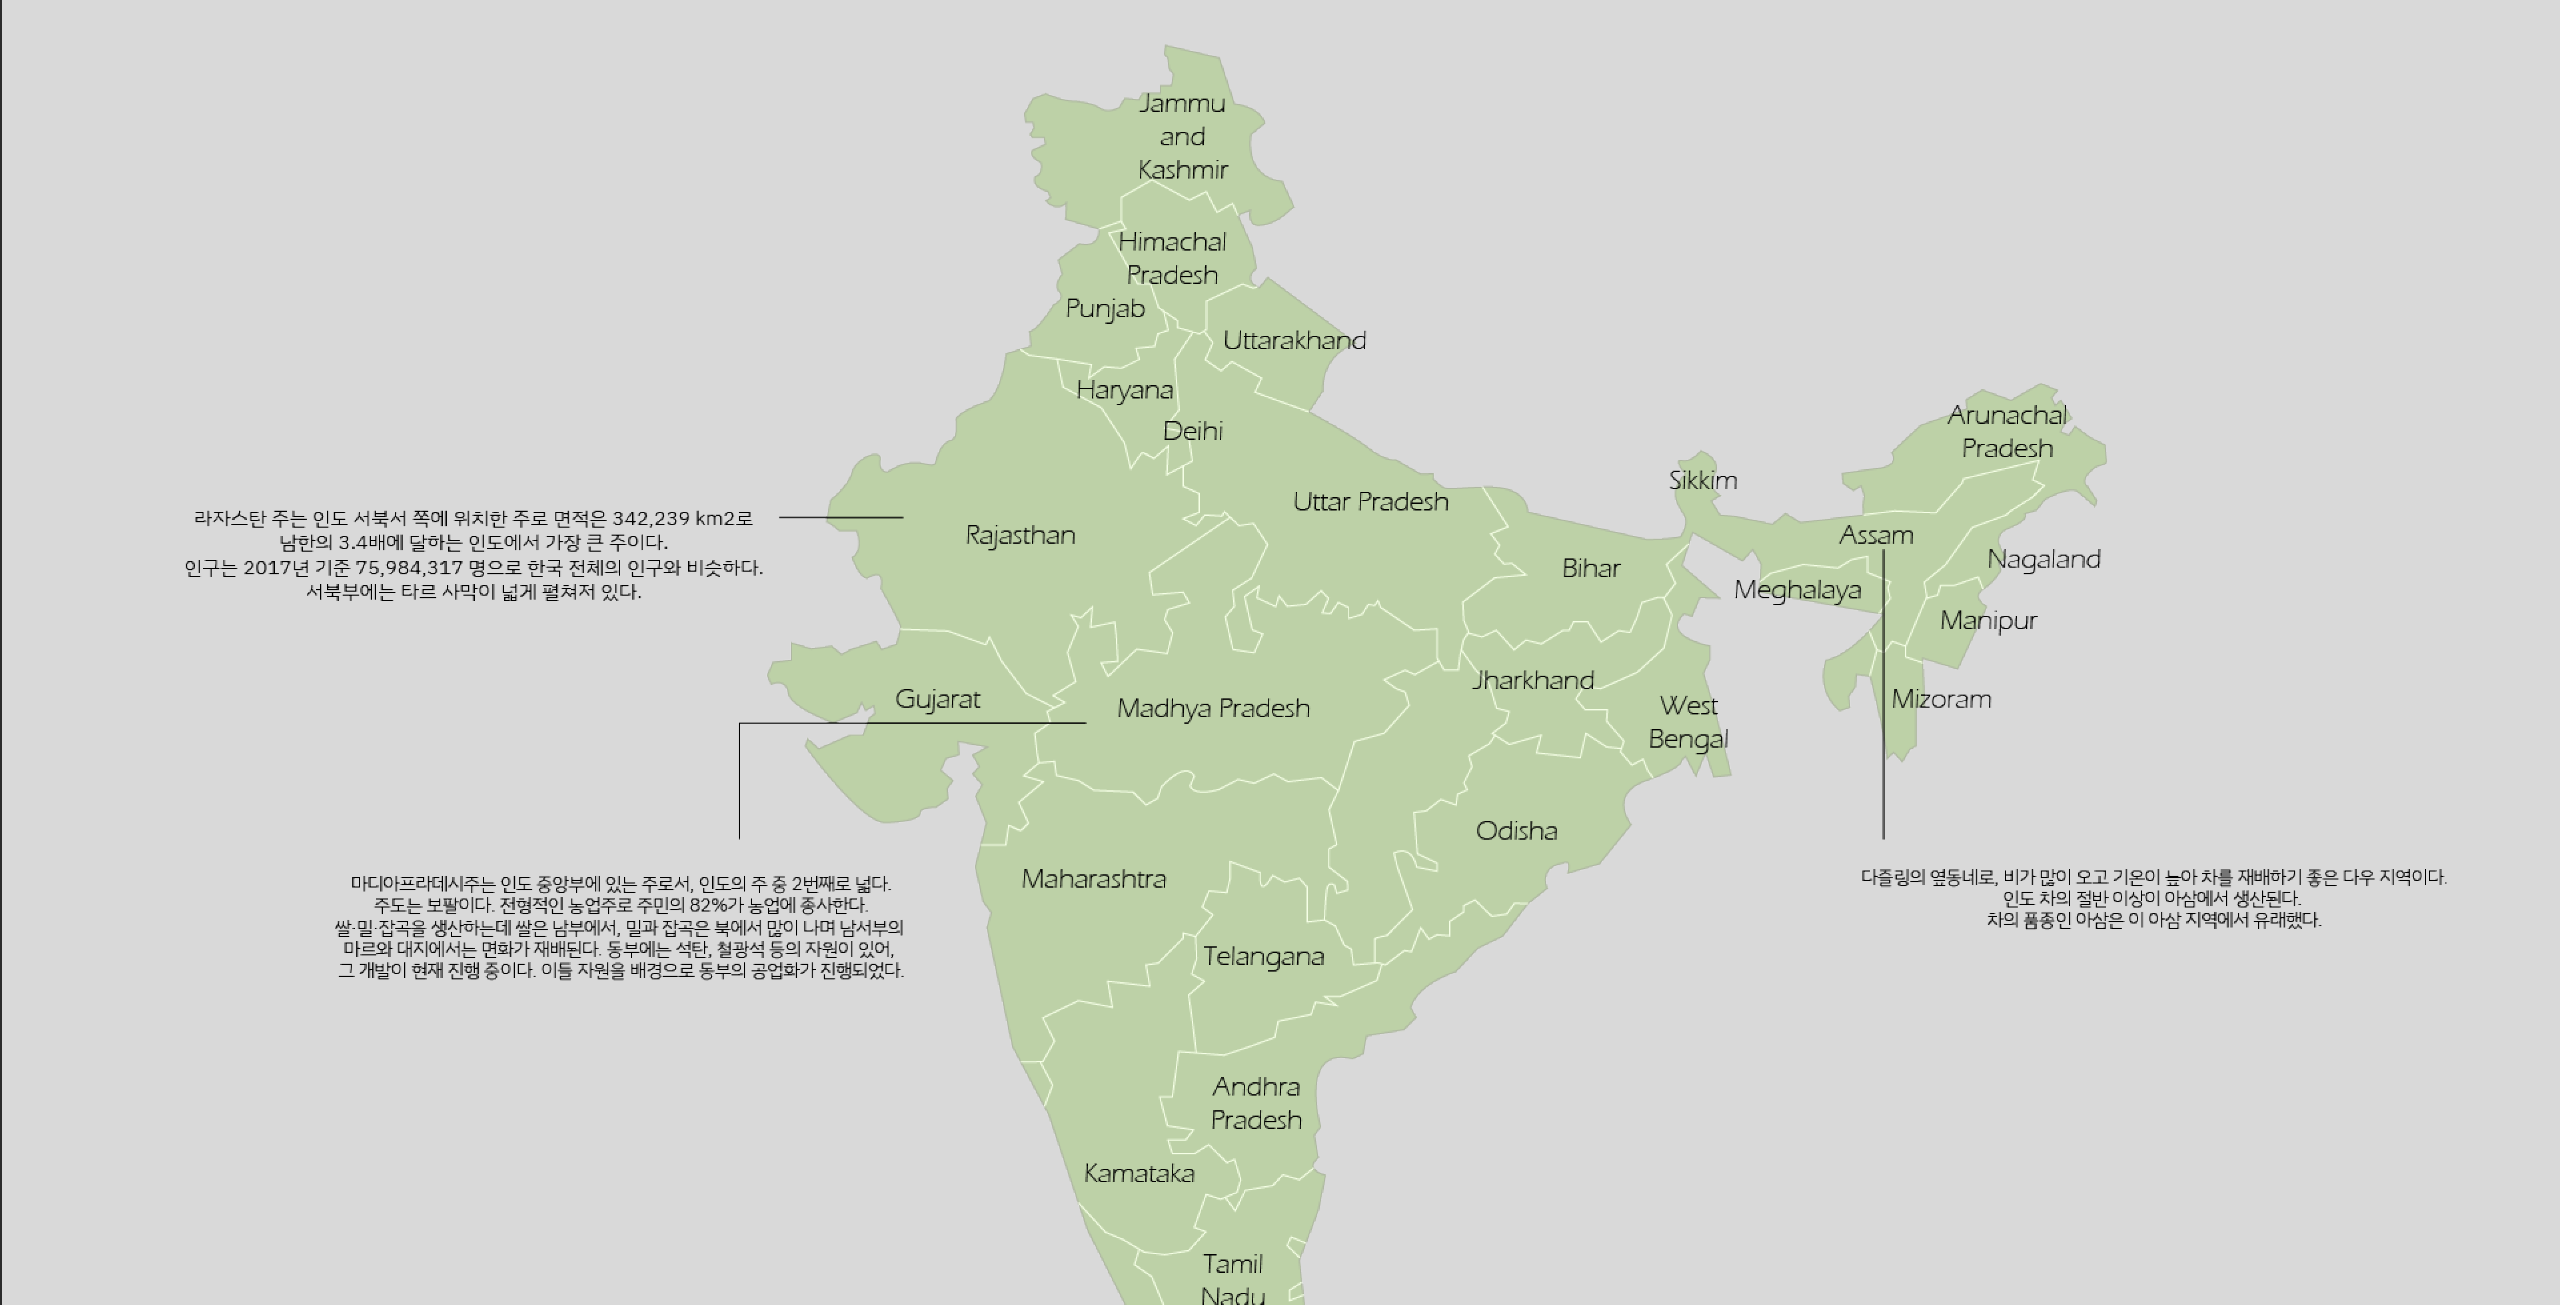 Jammu
and
Kashmir
Himachal
Pradesh
Punjab
Uttarakhand
Haryana
Deihi
Arunachal
Pradesh
Sikkim
Uttar Pradesh
라자스탄 주는 인도 서북서 쪽에 위치한 주로 면적은 342,239 km2로
남한의 3.4배에 달하는 인도에서 가장 큰 주이다.
인구는 2017년 기준 75,984,317 명으로 한국 전체의 인구와 비슷하다.
서북부에는 타르 사막이 넓게 펼쳐저 있다.
Rajasthan
Assam
Nagaland
Bihar
Meghalaya
Manipur
Jharkhand
Gujarat
Madhya Pradesh
West
Bengal
Mizoram
Odisha
Maharashtra
마디아프라데시주는 인도 중앙부에 있는 주로서, 인도의 주 중 2번째로 넓다.
주도는 보팔이다. 전형적인 농업주로 주민의 82%가 농업에 종사한다.
쌀·밀·잡곡을 생산하는데 쌀은 남부에서, 밀과 잡곡은 북에서 많이 나며 남서부의
마르와 대지에서는 면화가 재배된다. 동부에는 석탄, 철광석 등의 자원이 있어,
그 개발이 현재 진행 중이다. 이들 자원을 배경으로 동부의 공업화가 진행되었다.
다즐링의 옆동네로, 비가 많이 오고 기온이 높아 차를 재배하기 좋은 다우 지역이다.
인도 차의 절반 이상이 아삼에서 생산된다.
차의 품종인 아삼은 이 아삼 지역에서 유래했다.
Telangana
Andhra
Pradesh
Kamataka
Tamil
Nadu